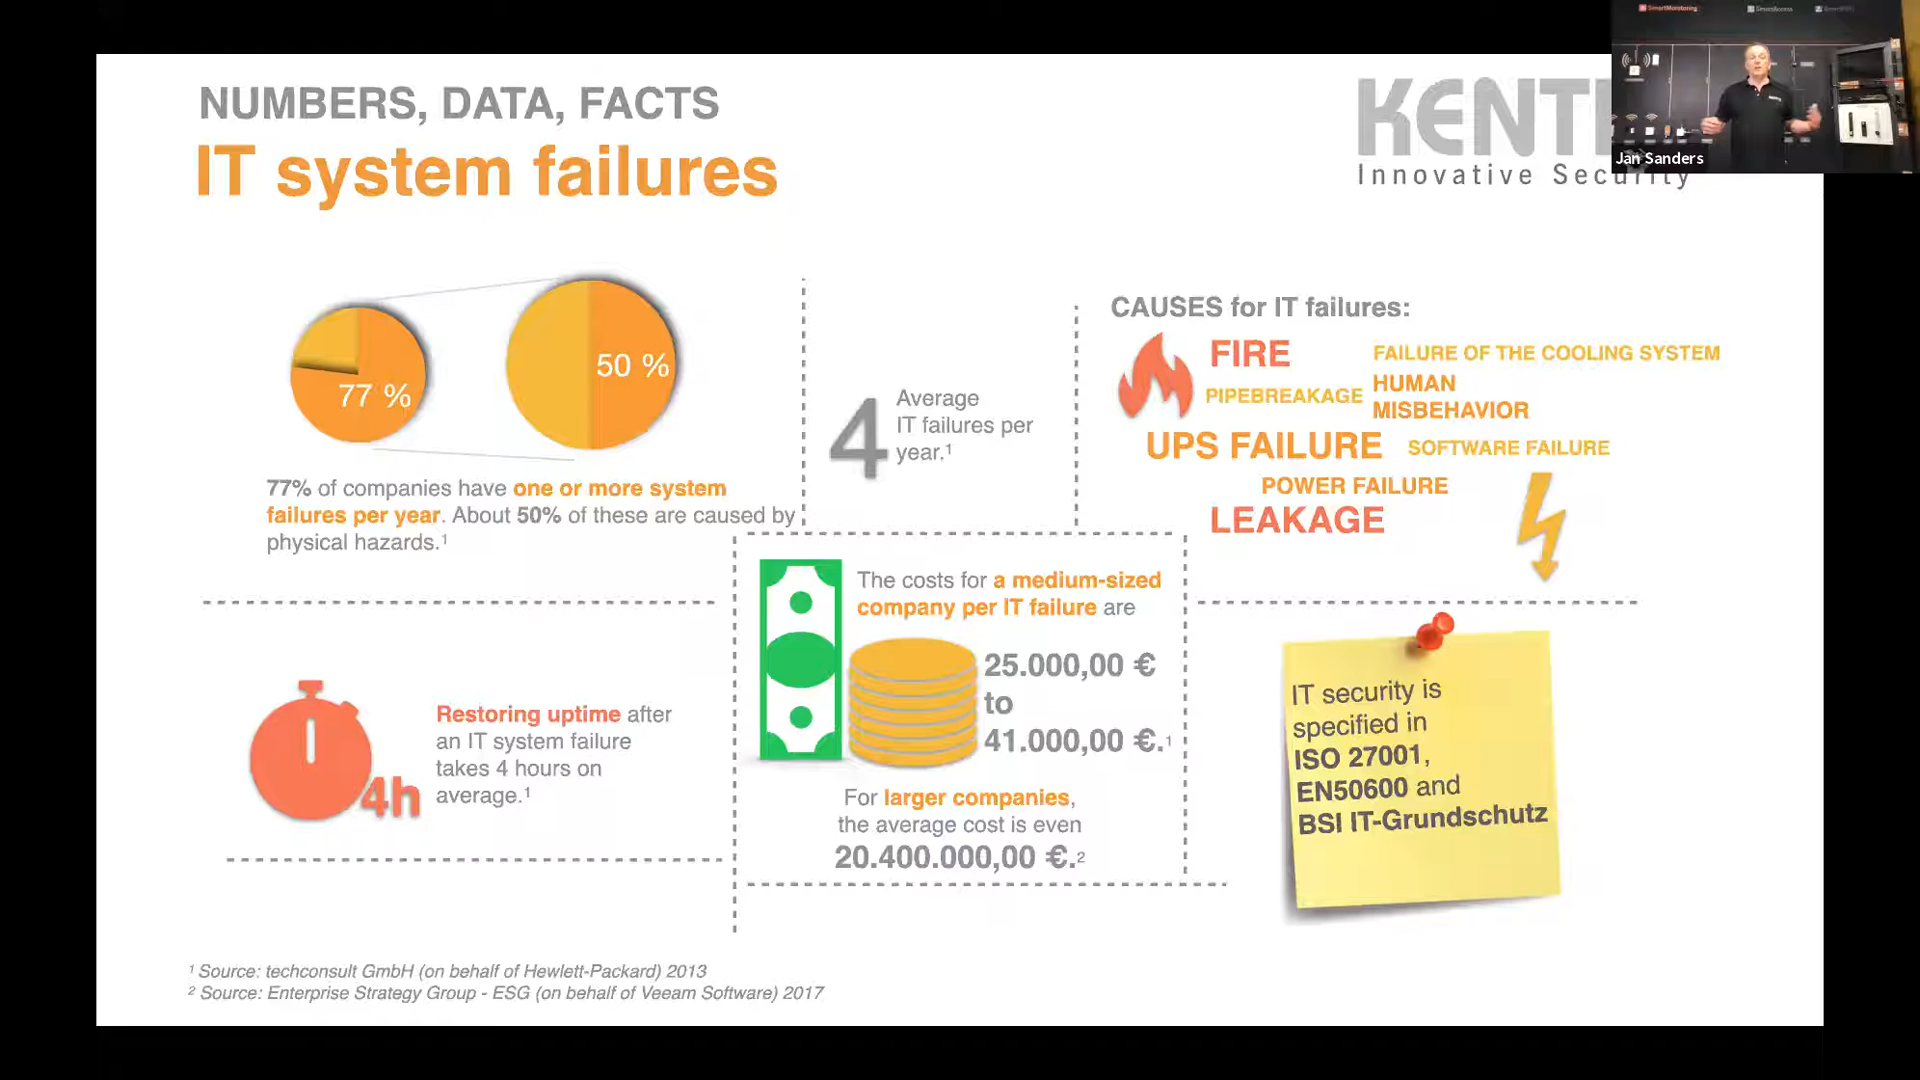 NUMBERS, DATA, FACTS
IT system failures
KENT
Innovative Security
SmartMonitoring
SmartAccess
Jan Sanders
77 %
50 %
77% of companies have one or more system
failures per year. About 50% of these are caused by
physical hazards.¹
4
Average
IT failures per
year.¹
CAUSES for IT failures:
FIRE
FAILURE OF THE COOLING SYSTEM
PIPEBREAKAGE
HUMAN
MISBEHAVIOR
UPS FAILURE
SOFTWARE FAILURE
POWER FAILURE
LEAKAGE
4h
Restoring uptime after
an IT system failure
takes 4 hours on
average.¹
The costs for a medium-sized
company per IT failure are
25.000,00 €
to
41.000,00 €.¹
For larger companies,
the average cost is even
20.400.000,00 €.²
IT security is
specified in
ISO 27001,
EN50600 and
BSI IT-Grundschutz
¹ Source: techconsult GmbH (on behalf of Hewlett-Packard) 2013
² Source: Enterprise Strategy Group - ESG (on behalf of Veeam Software) 2017